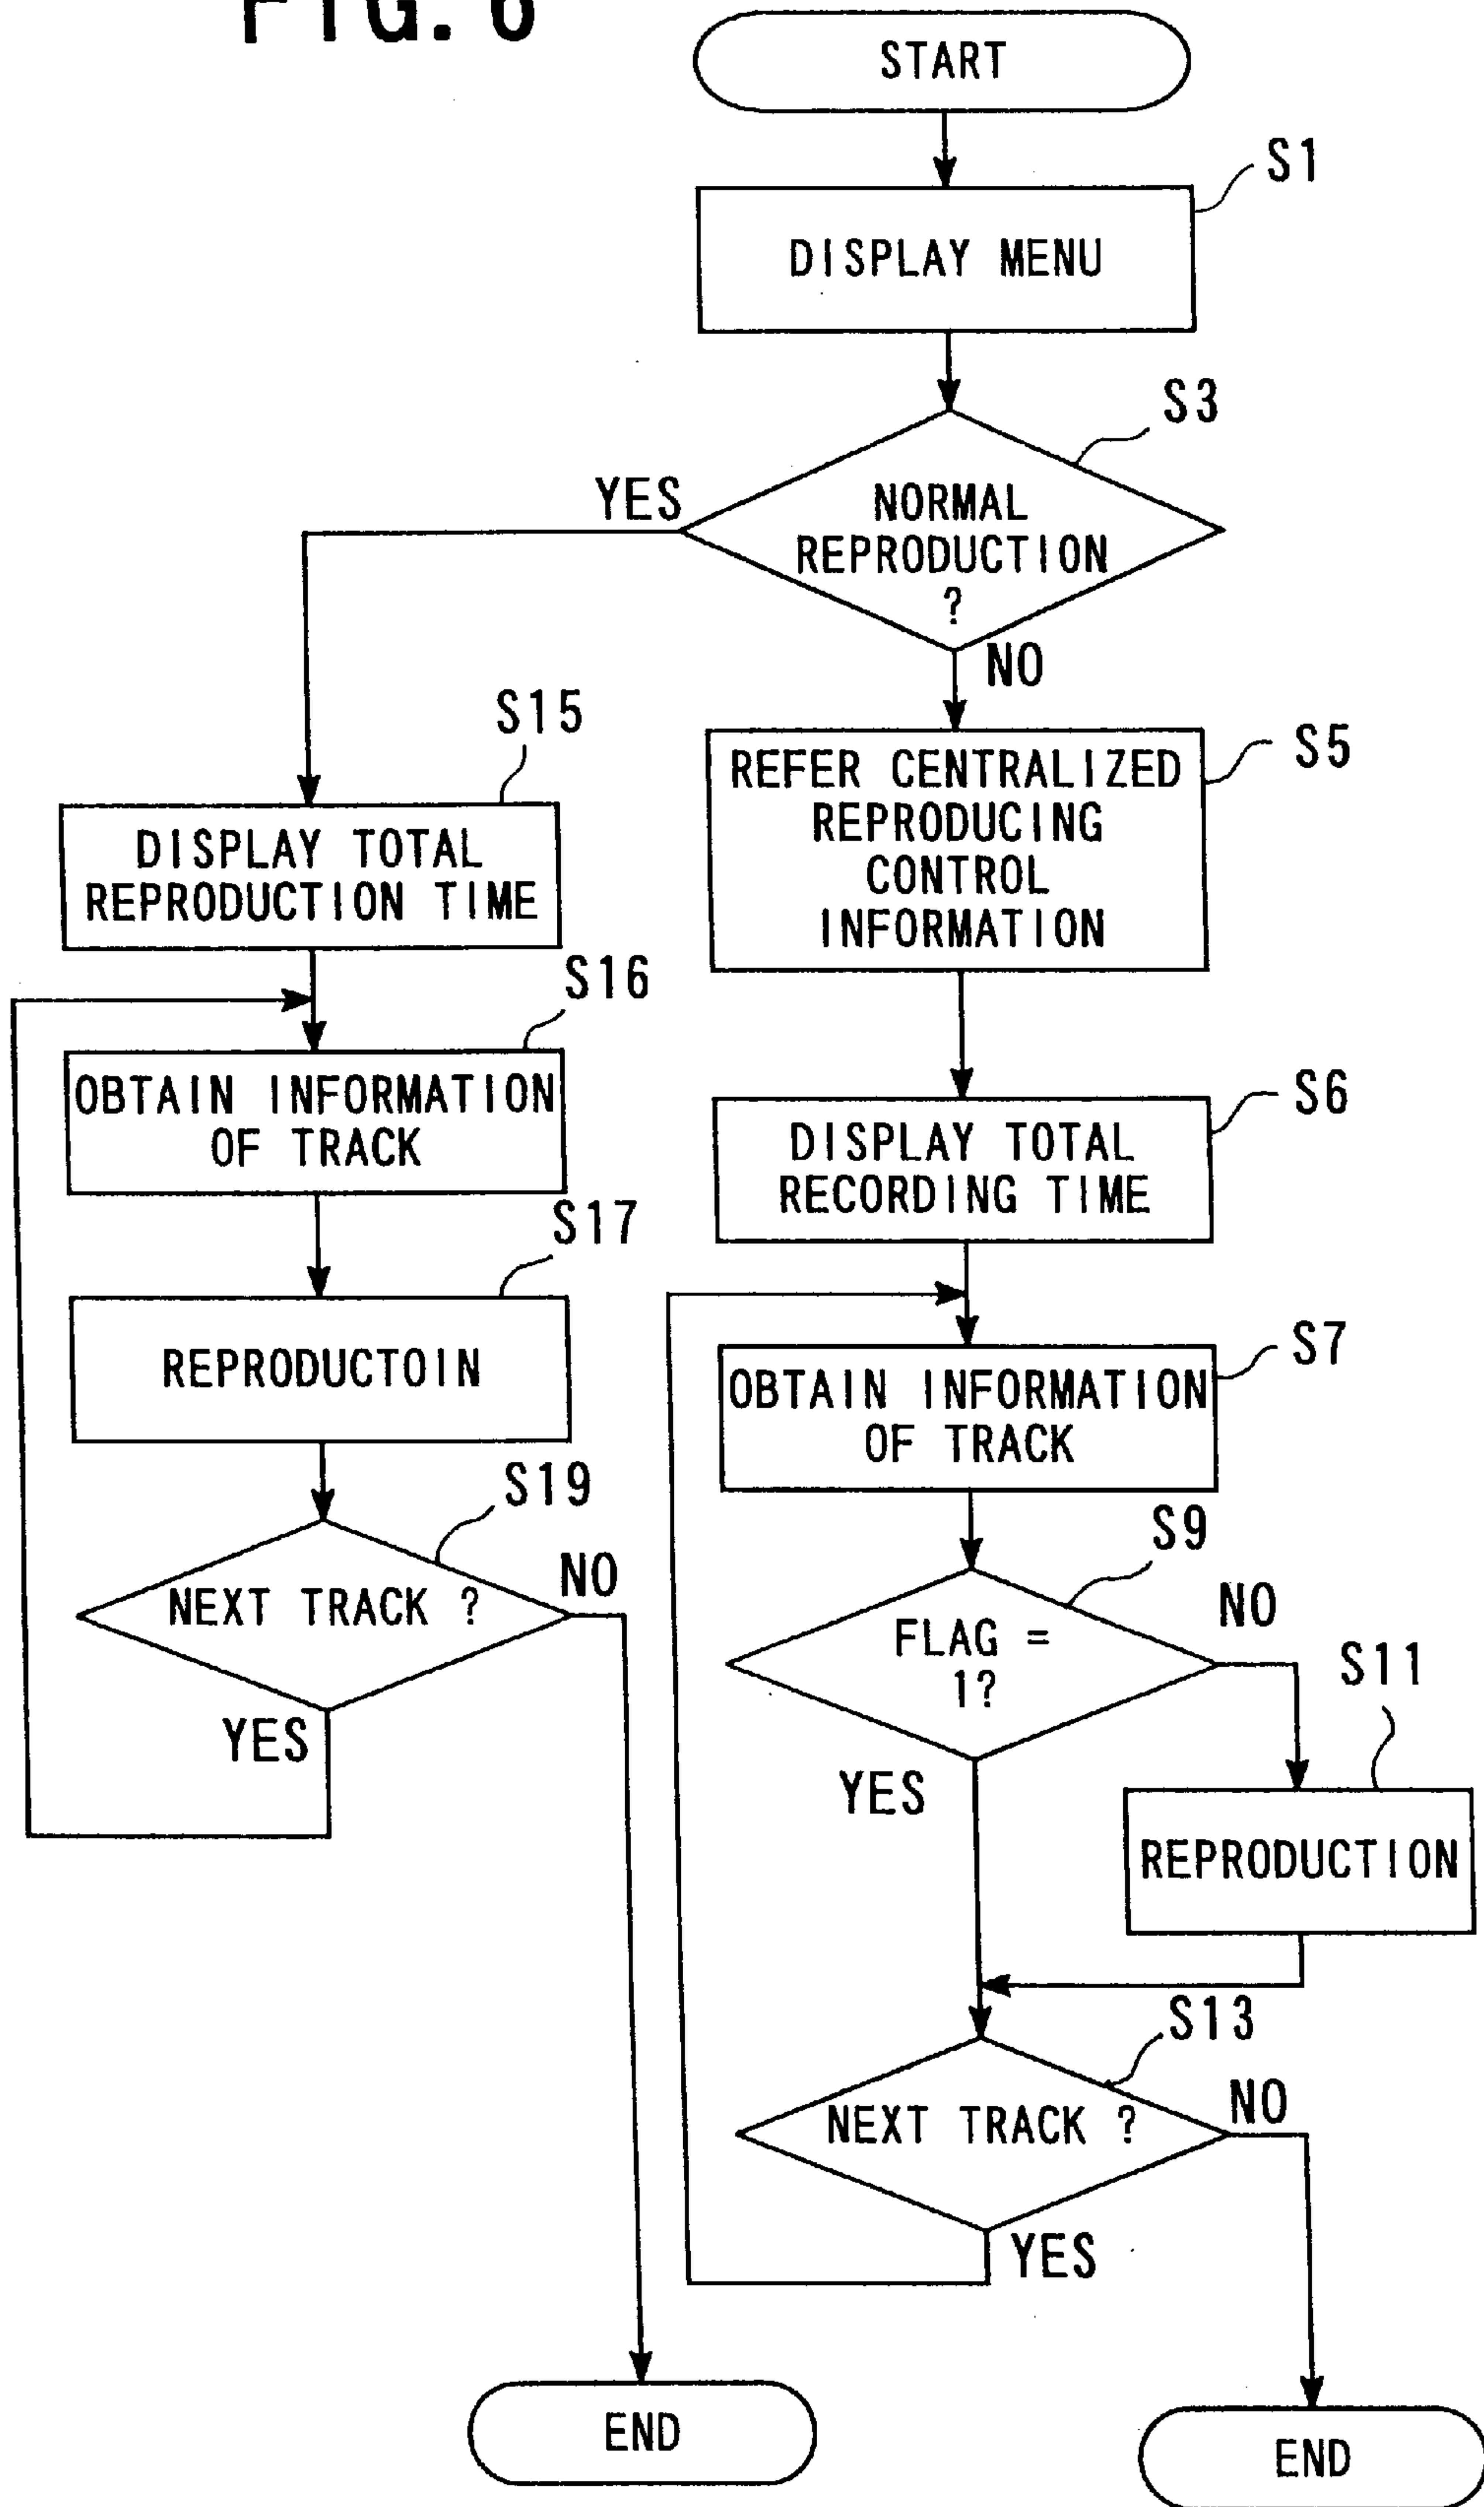 FIG. 6
START
S1
DISPLAY MENU
S3
YES
NORMAL
REPRODUCTION
?
NO
S15
DISPLAY TOTAL
REPRODUCTION TIME
S5
REFER CENTRALIZED
REPRODUCING
CONTROL
INFORMATION
S16
OBTAIN INFORMATION
OF TRACK
S6
DISPLAY TOTAL
RECORDING TIME
S17
REPRODUCTOIN
S7
OBTAIN INFORMATION
OF TRACK
S19
NEXT TRACK ?
NO
YES
S9
FLAG =
1?
NO
YES
S11
REPRODUCTION
S13
NEXT TRACK ?
NO
YES
END
END